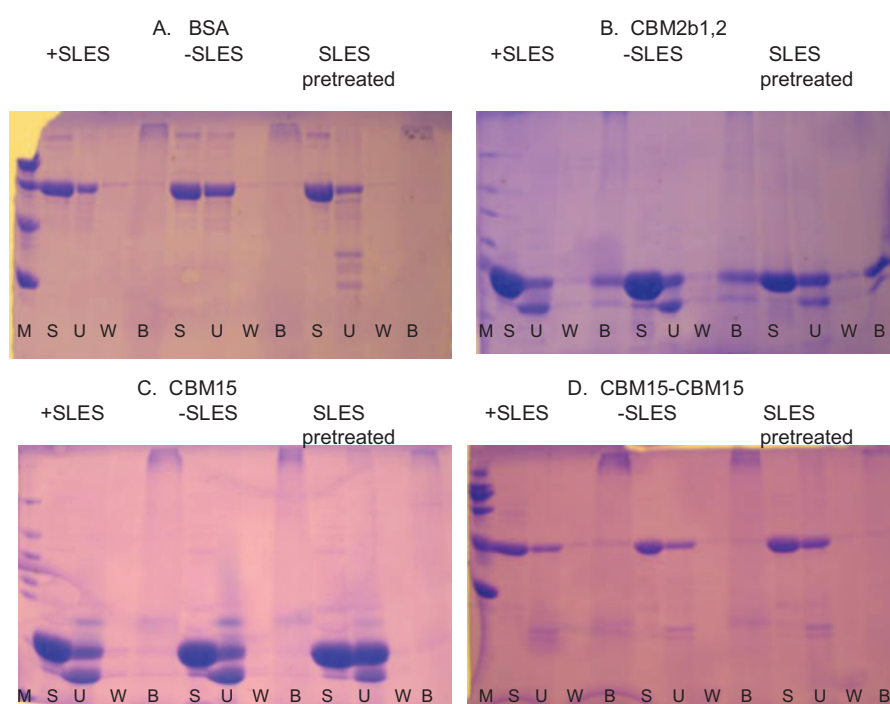 A. BSA
+SLES -SLES SLES
pretreated
M S U W B S U W B S U W B
B. CBM2b1,2
+SLES -SLES SLES
pretreated
M S U W B S U W B S U W B
C. CBM15
+SLES -SLES SLES
pretreated
M S U W B S U W B S U W B
D. CBM15-CBM15
+SLES -SLES SLES
pretreated
M S U W B S U W B S U W B